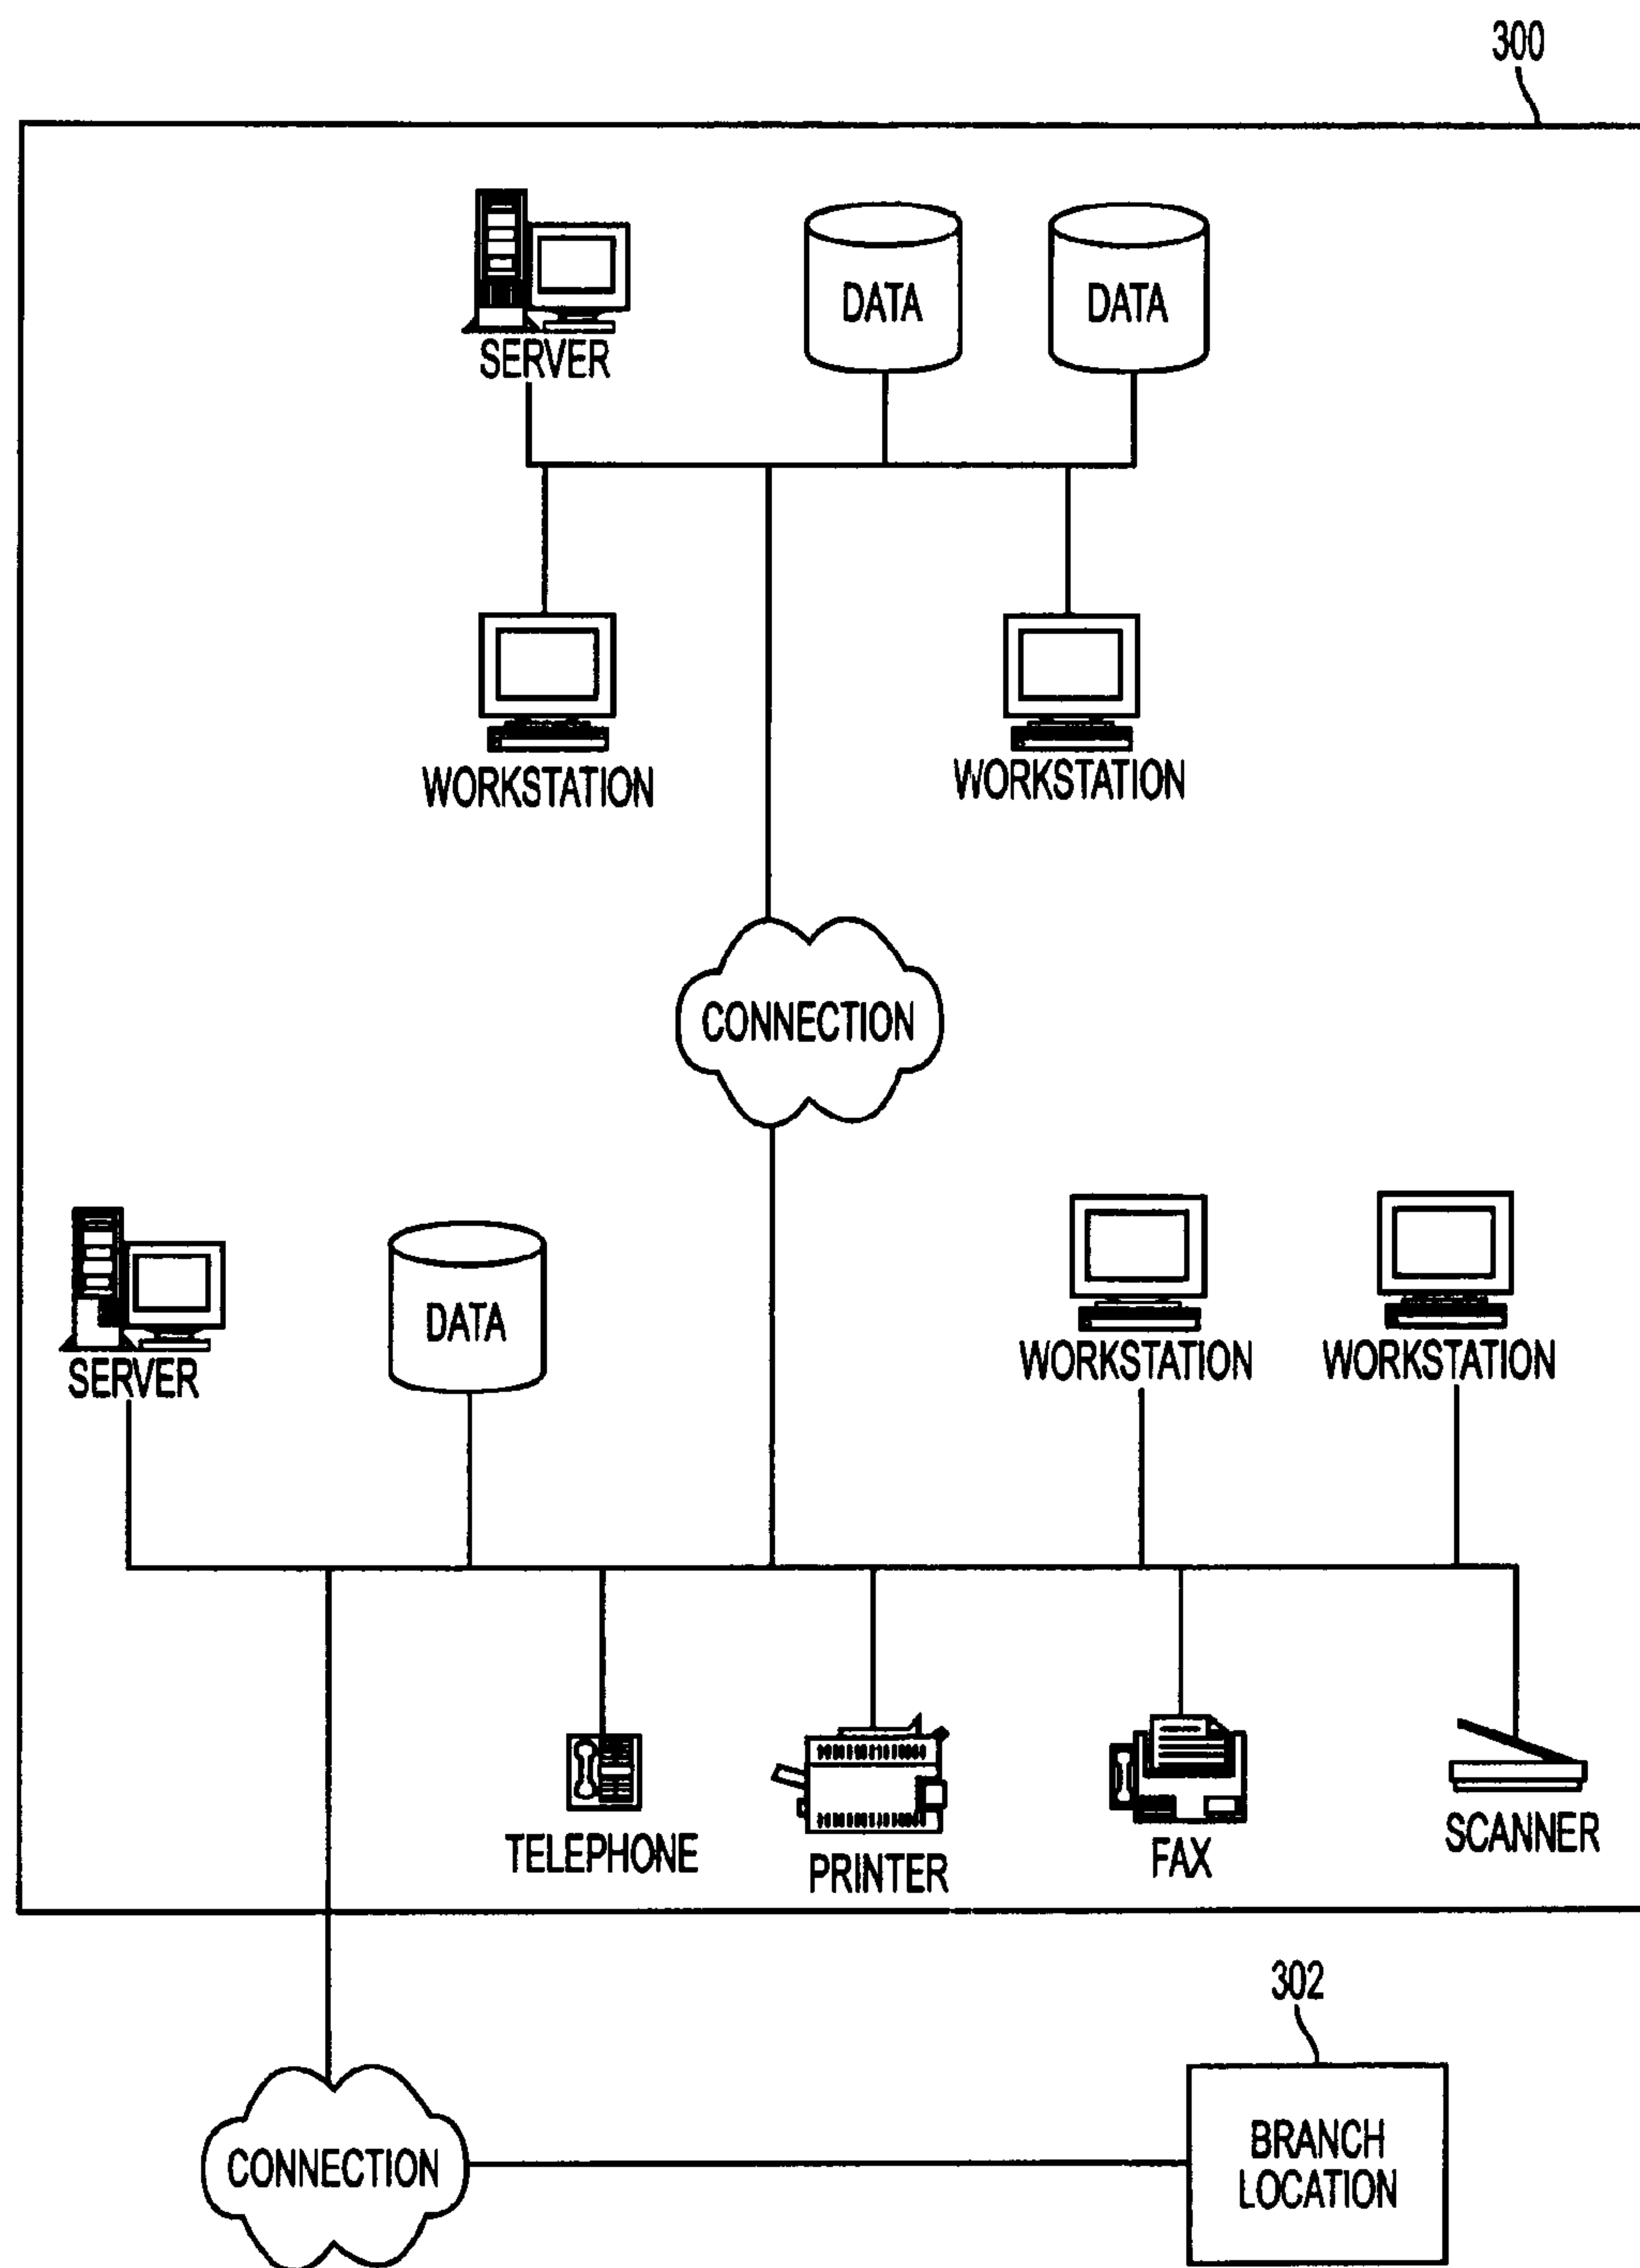 300
DATA
DATA
SERVER
WORKSTATION
WORKSTATION
CONNECTION
DATA
SERVER
WORKSTATION
WORKSTATION
TELEPHONE
PRINTER
FAX
SCANNER
302
CONNECTION
BRANCH
LOCATION